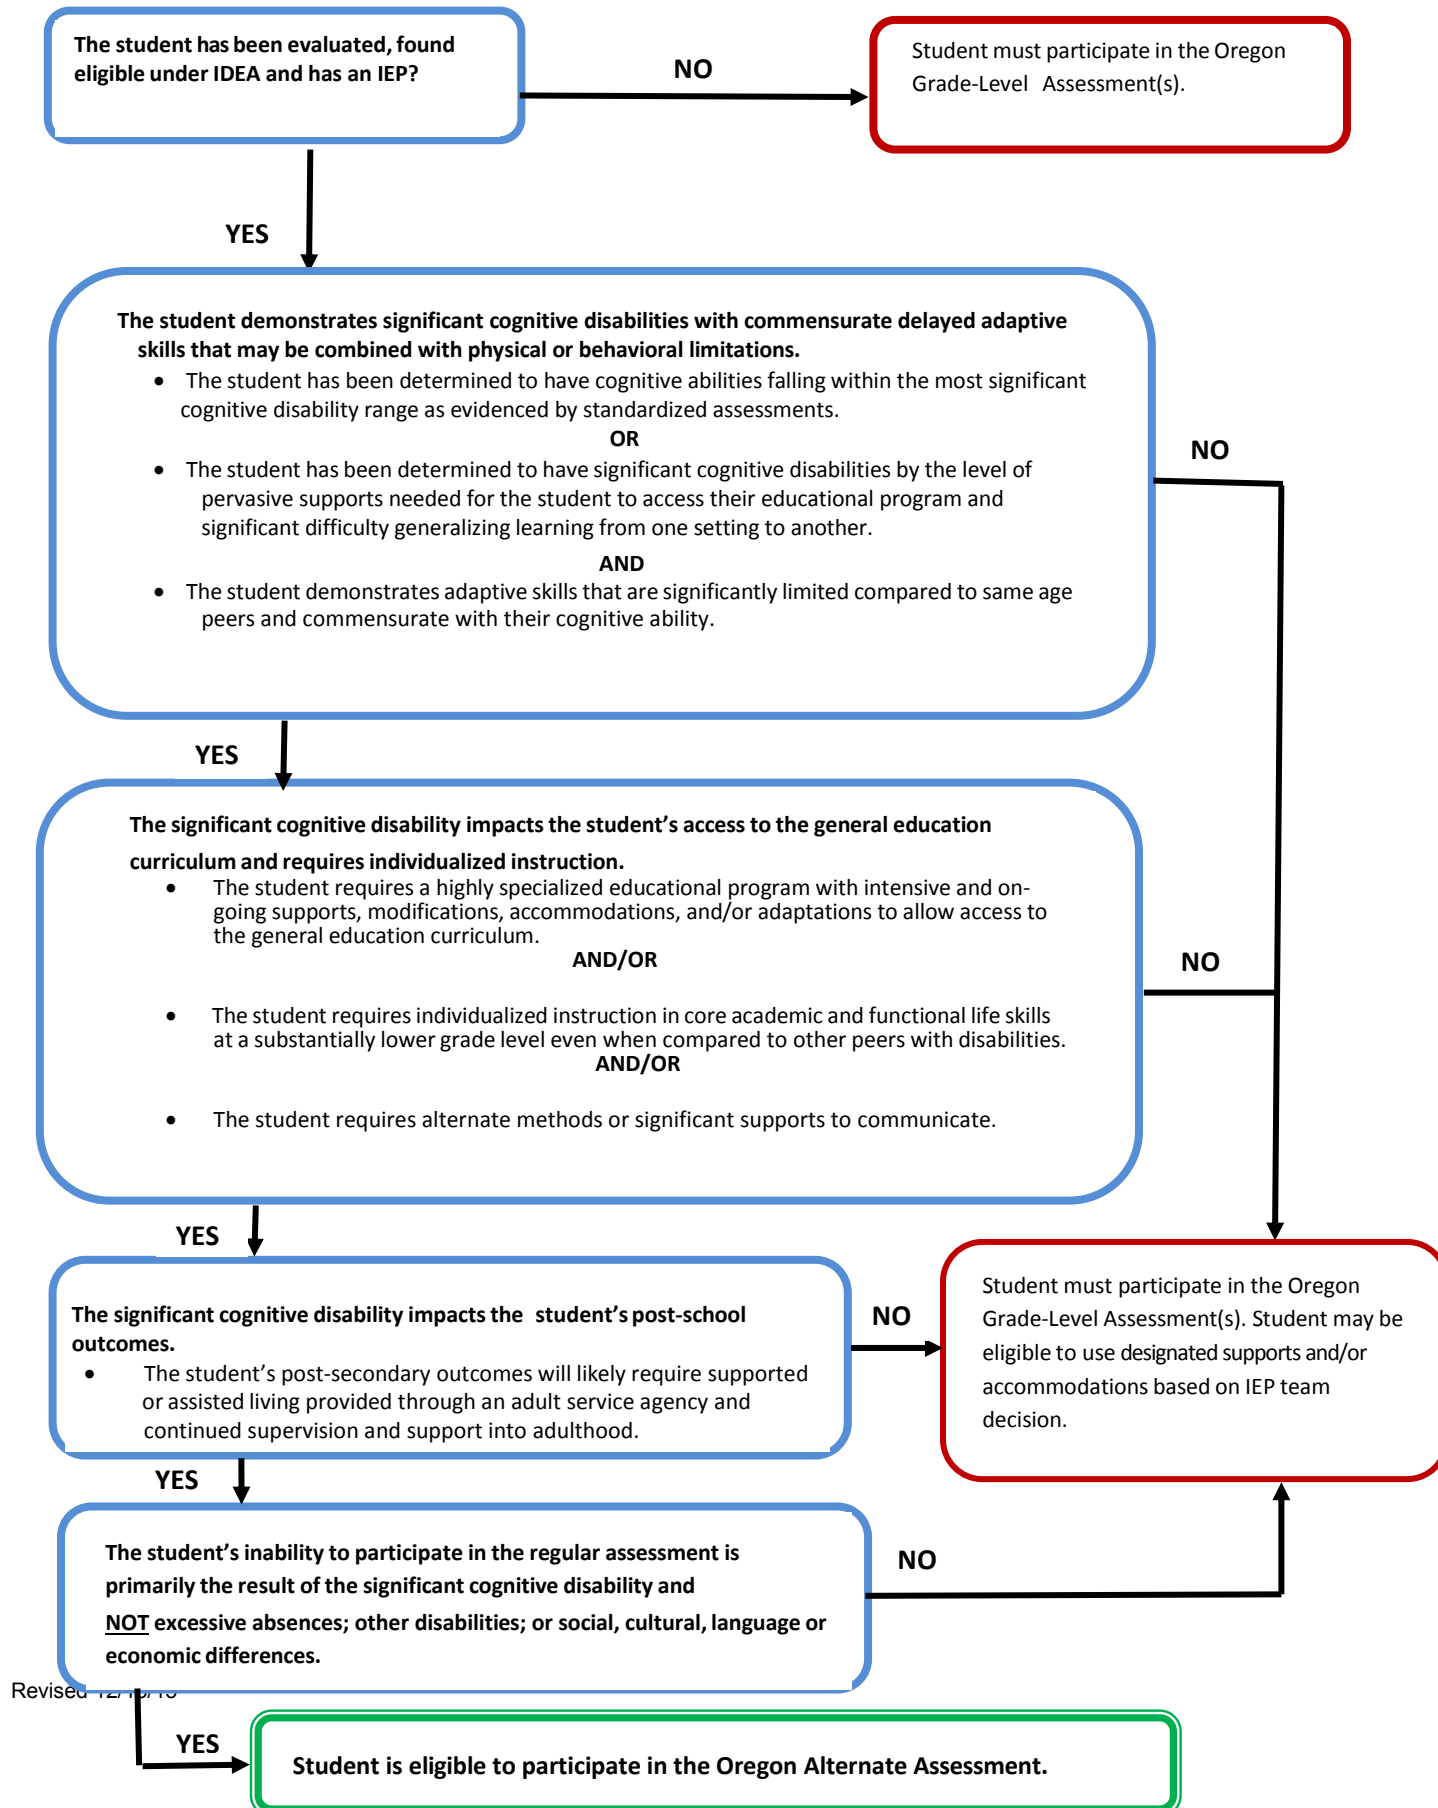 The student has been evaluated, found
eligible under IDEA and has an IEP?
NO
Student must participate in the Oregon
Grade-Level Assessment(s).
YES
The student demonstrates significant cognitive disabilities with commensurate delayed adaptive
skills that may be combined with physical or behavioral limitations.
• The student has been determined to have cognitive abilities falling within the most significant
cognitive disability range as evidenced by standardized assessments.
OR
• The student has been determined to have significant cognitive disabilities by the level of
pervasive supports needed for the student to access their educational program and
significant difficulty generalizing learning from one setting to another.
AND
• The student demonstrates adaptive skills that are significantly limited compared to same age
peers and commensurate with their cognitive ability.
NO
YES
The significant cognitive disability impacts the student's access to the general education
curriculum and requires individualized instruction.
• The student requires a highly specialized educational program with intensive and on-
going supports, modifications, accommodations, and/or adaptations to allow access to
the general education curriculum.
AND/OR
• The student requires individualized instruction in core academic and functional life skills
at a substantially lower grade level even when compared to other peers with disabilities.
AND/OR
• The student requires alternate methods or significant supports to communicate.
NO
YES
The significant cognitive disability impacts the student's post-school
outcomes.
• The student's post-secondary outcomes will likely require supported
or assisted living provided through an adult service agency and
continued supervision and support into adulthood.
NO
Student must participate in the Oregon
Grade-Level Assessment(s). Student may be
eligible to use designated supports and/or
accommodations based on IEP team
decision.
YES
The student's inability to participate in the regular assessment is
primarily the result of the significant cognitive disability and
NOT excessive absences; other disabilities; or social, cultural, language or
economic differences.
NO
Revised
YES
Student is eligible to participate in the Oregon Alternate Assessment.